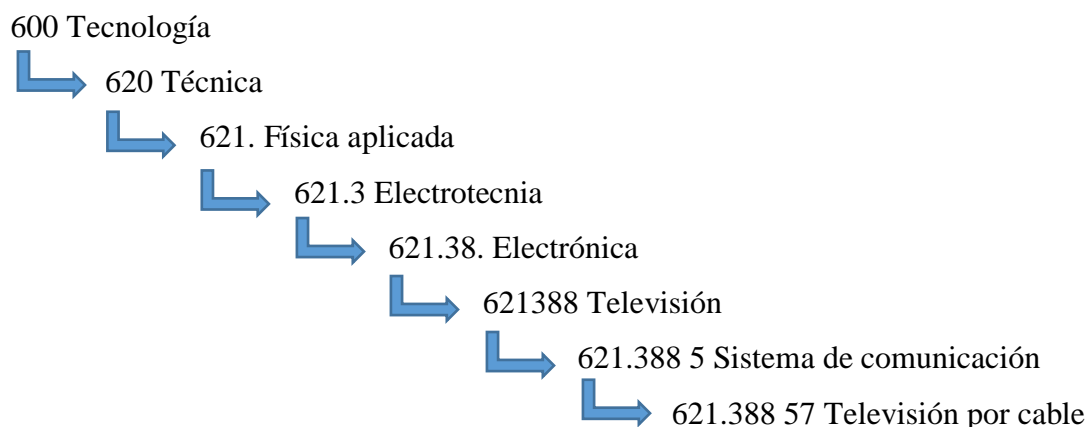 600 Tecnología
620 Técnica
621. Física aplicada
621.3 Electrotecnia
621.38. Electrónica
621388 Televisión
621.388 5 Sistema de comunicación
621.388 57 Televisión por cable